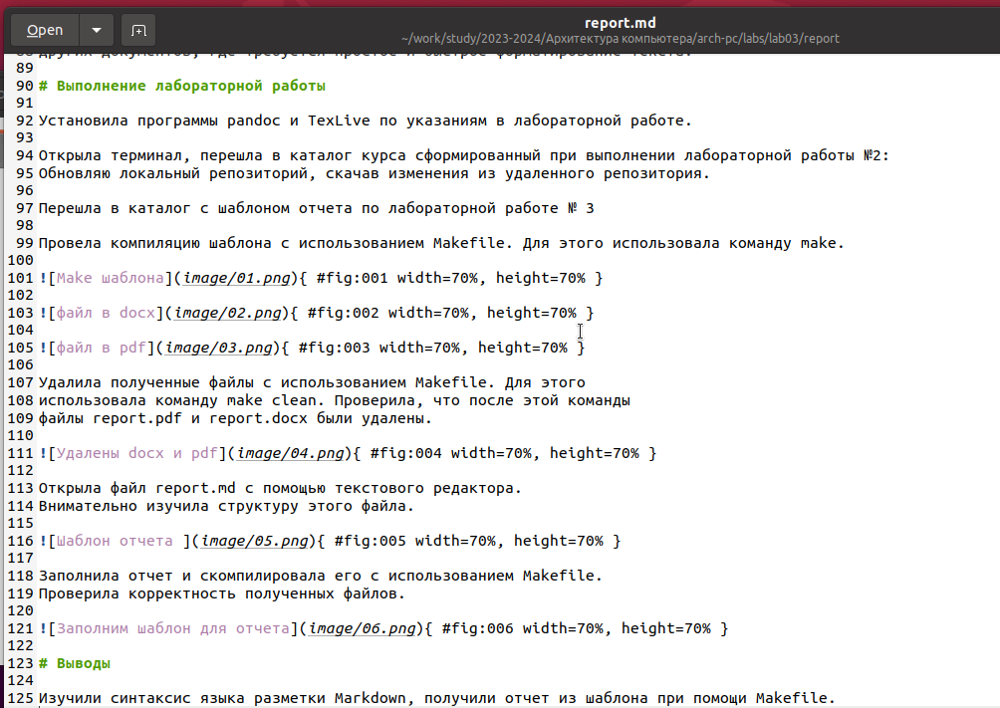 Open
report.md
~/work/study/2023-2024/Архитектура компьютера/arch-pc/labs/lab03/report
89
90 # Выполнение лабораторной работы
91
92 Установила программы pandoc и TexLive по указаниям в лабораторной работе.
93
94 Открыла терминал, перешла в каталог курса сформированный при выполнении лабораторной работы №2:
95 Обновляю локальный репозиторий, скачав изменения из удаленного репозитория.
96
97 Перешла в каталог с шаблоном отчета по лабораторной работе № 3
98
99 Провела компиляцию шаблона с использованием Makefile. Для этого использовала команду make.
100
101 ![Make шаблона](image/01.png){ #fig:001 width=70%, height=70% }
102
103 ![файл в docx](image/02.png){ #fig:002 width=70%, height=70% }
104
105 ![файл в pdf](image/03.png){ #fig:003 width=70%, height=70% }
106
107 Удалила полученные файлы с использованием Makefile. Для этого
108 использовала команду make clean. Проверила, что после этой команды
109 файлы report.pdf и report.docx были удалены.
110
111 ![Удалены docx и pdf](image/04.png){ #fig:004 width=70%, height=70% }
112
113 Открыла файл report.md c помощью текстового редактора.
114 Внимательно изучила структуру этого файла.
115
116 ![Шаблон отчета ](image/05.png){ #fig:005 width=70%, height=70% }
117
118 Заполнила отчет и скомпилировала его с использованием Makefile.
119 Проверила корректность полученных файлов.
120
121 ![Заполним шаблон для отчета](image/06.png){ #fig:006 width=70%, height=70% }
122
123 # Выводы
124
125 Изучили синтаксис языка разметки Markdown, получили отчет из шаблона при помощи Makefile.